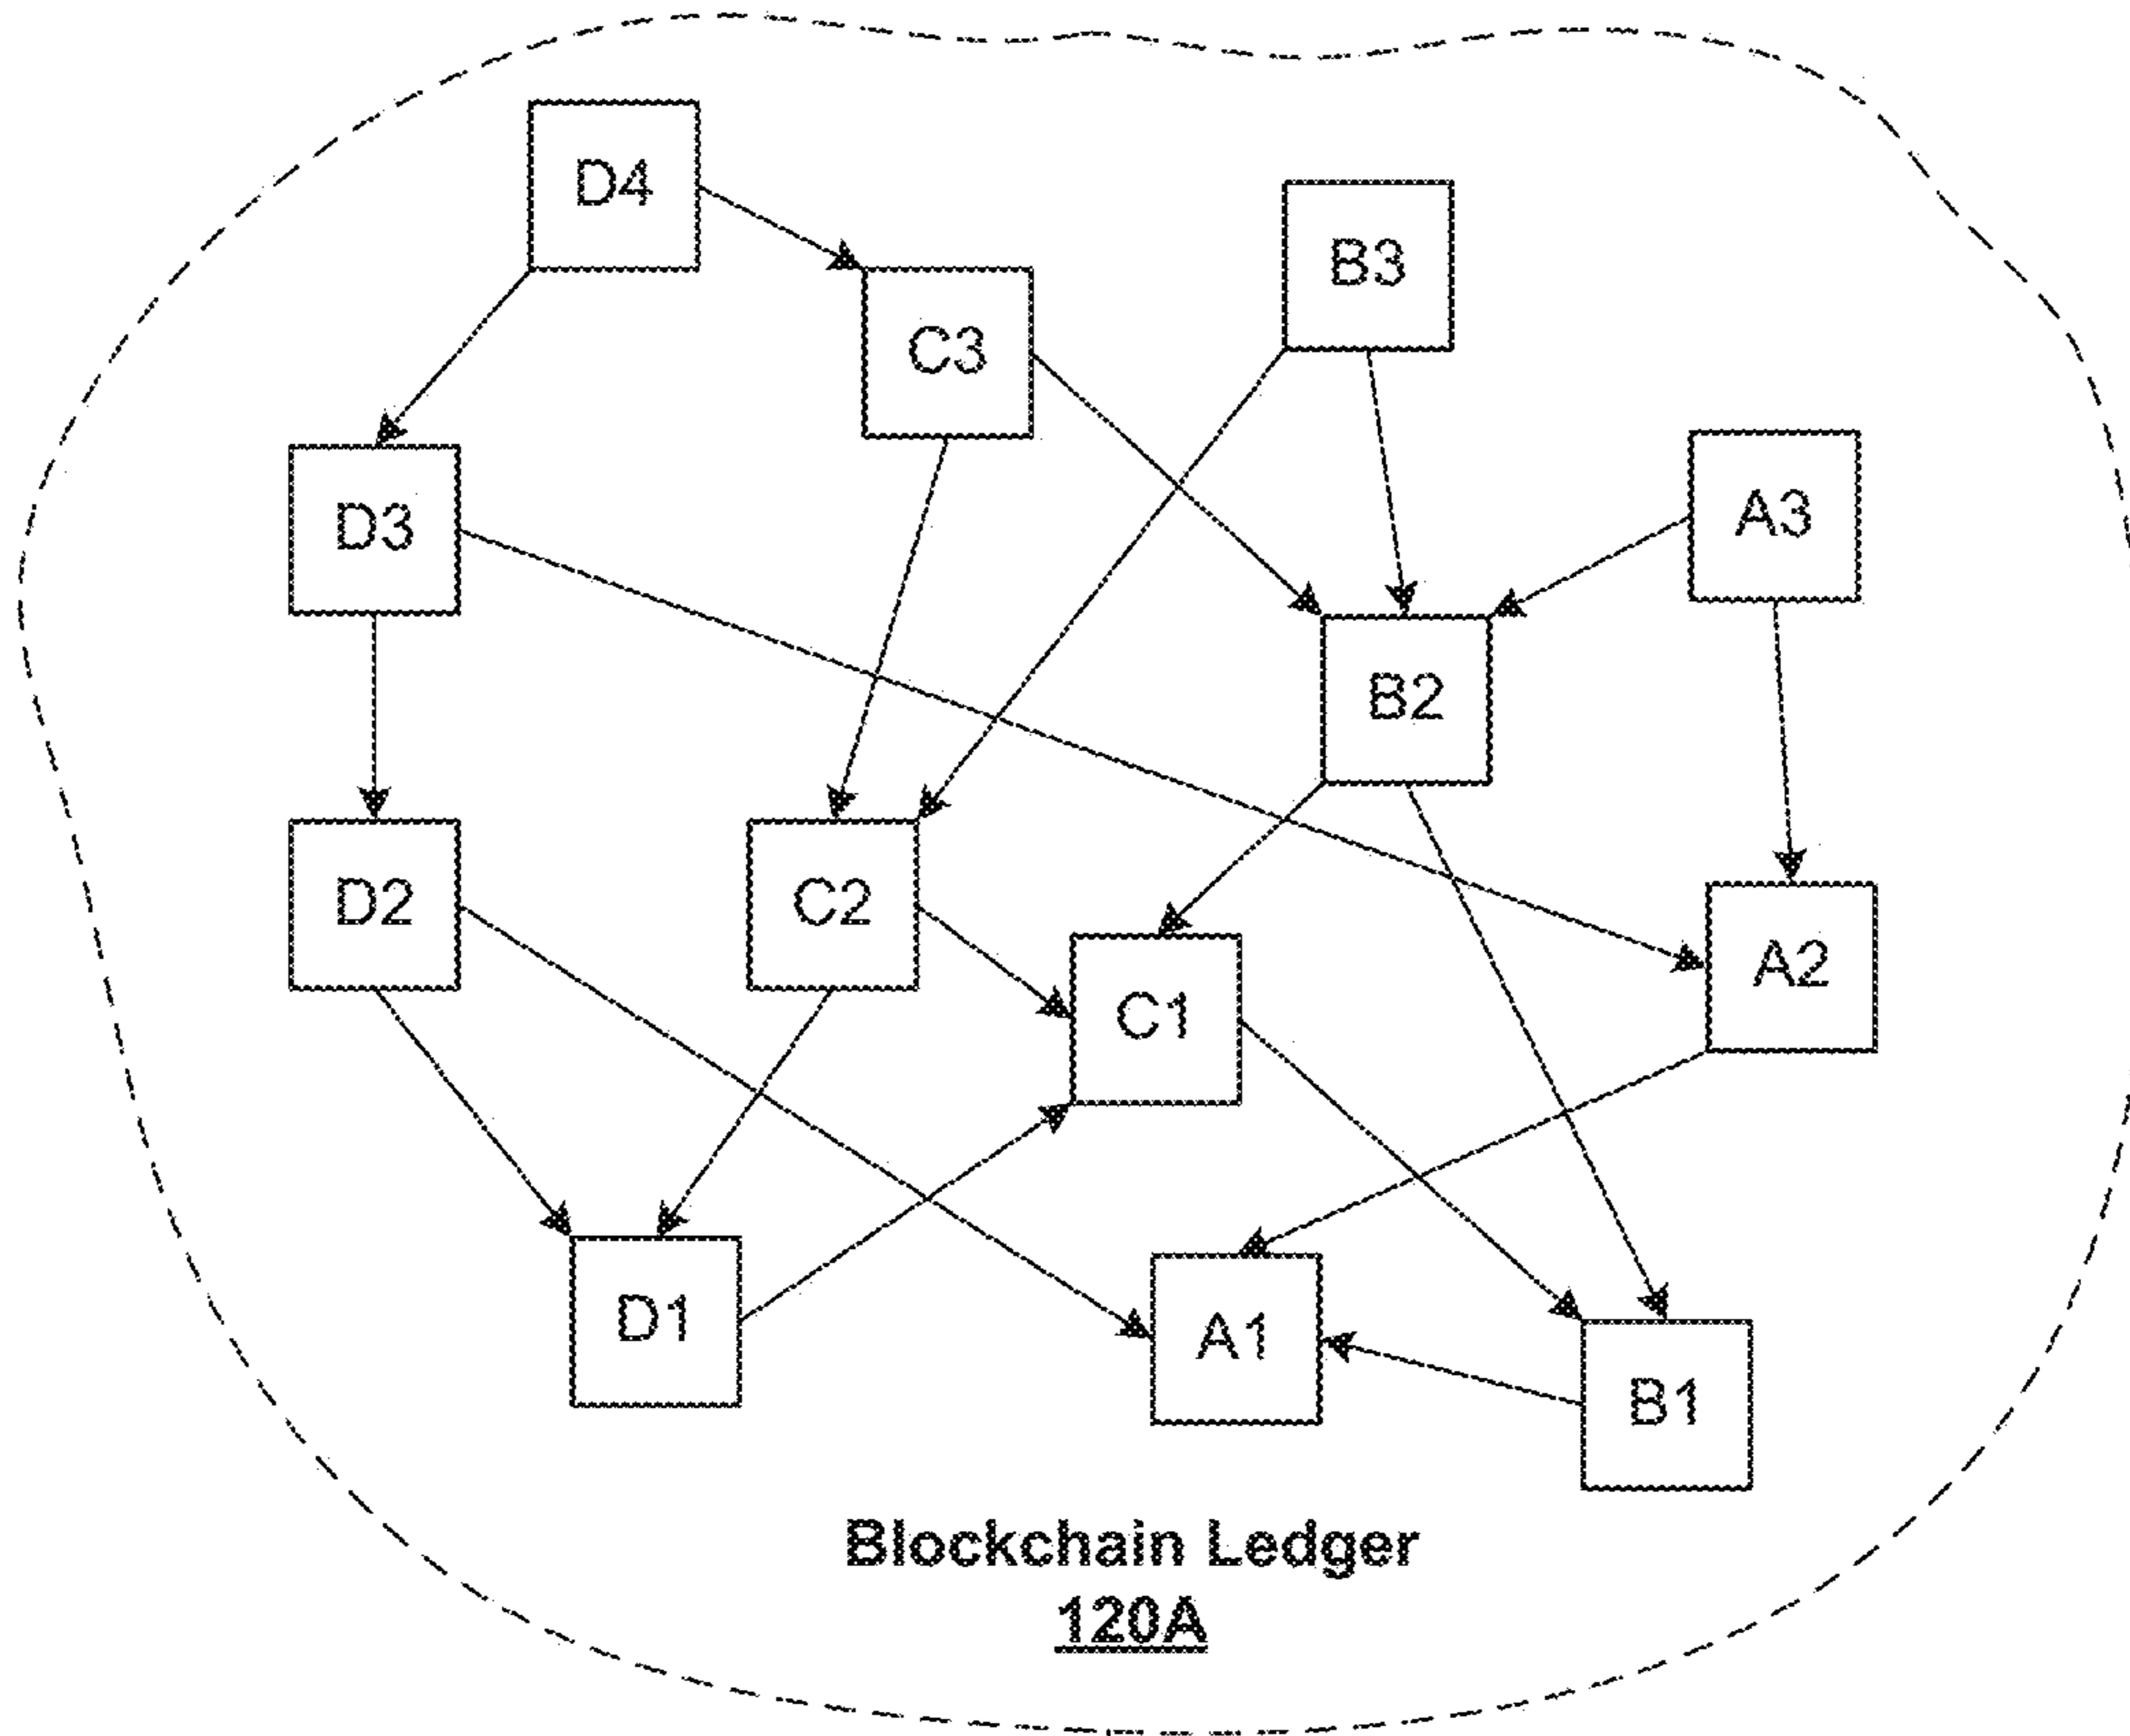 D4
B3
C3
A3
D3
B2
D2
C2
A2
C1
D1
A1
B1
Blockchain Ledger
120A